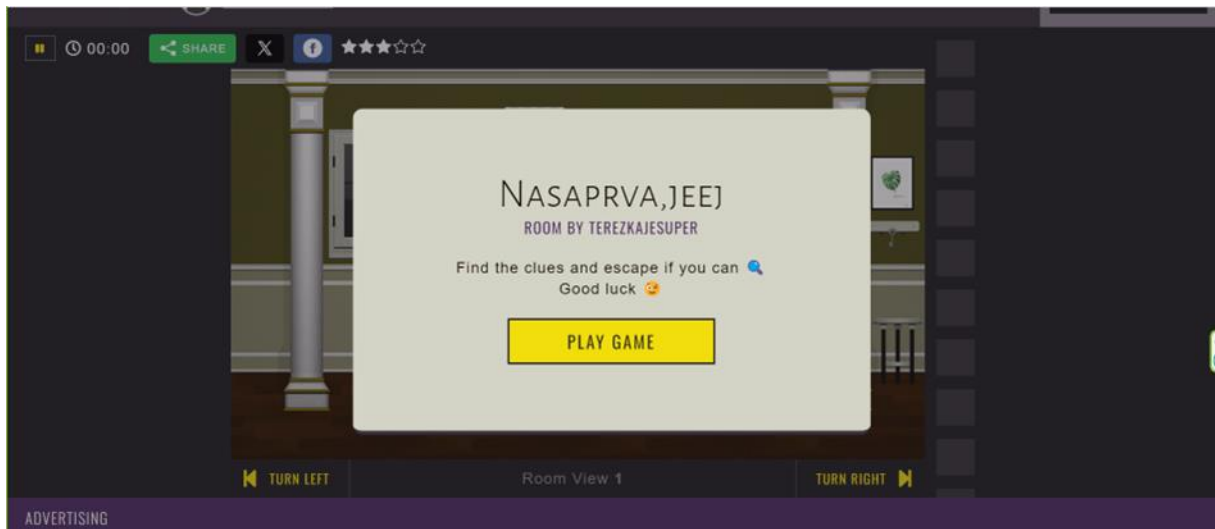 00:00 SHARE
NASAPRVA,JEEJ
ROOM BY TEREZKAJESUPER
Find the clues and escape if you can
Good luck
PLAY GAME
TURN LEFT Room View 1 TURN RIGHT
ADVERTISING